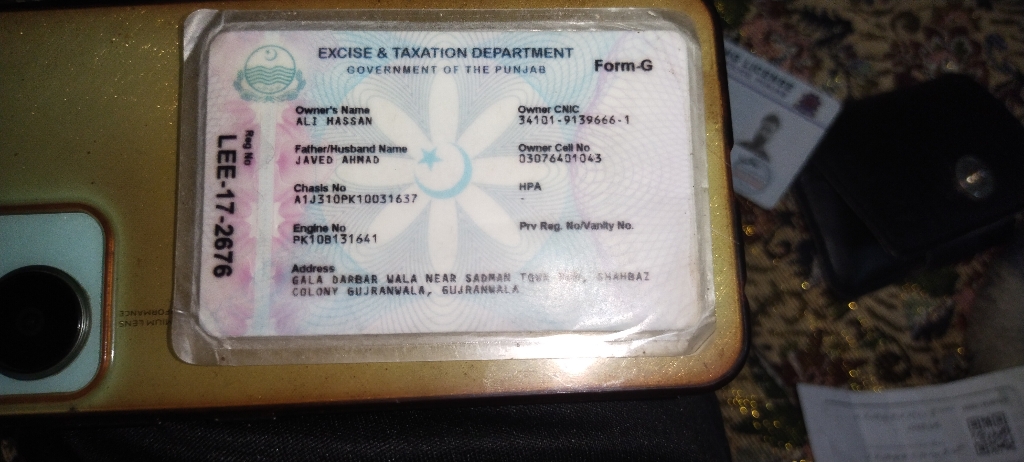 EXCISE & TAXATION DEPARTMENT
GOVERNMENT OF THE PUNJAB
Form-G
Reg No
LEE-17-2676
Owner's Name
ALI HASSAN
Owner CNIC
34101-9139666-1
Father/Husband Name
JAVED AHMAD
Owner Cell No
03076401043
Chasis No
A1J310PK10031637
HPA
-
Engine No
PK10B131641
Prv Reg. No/Vanity No.
Address
GALA DARBAR WALA NEAR SADMAN TOWN SHAHBAZ
COLONY GUJRANWALA, GUJRANWALA